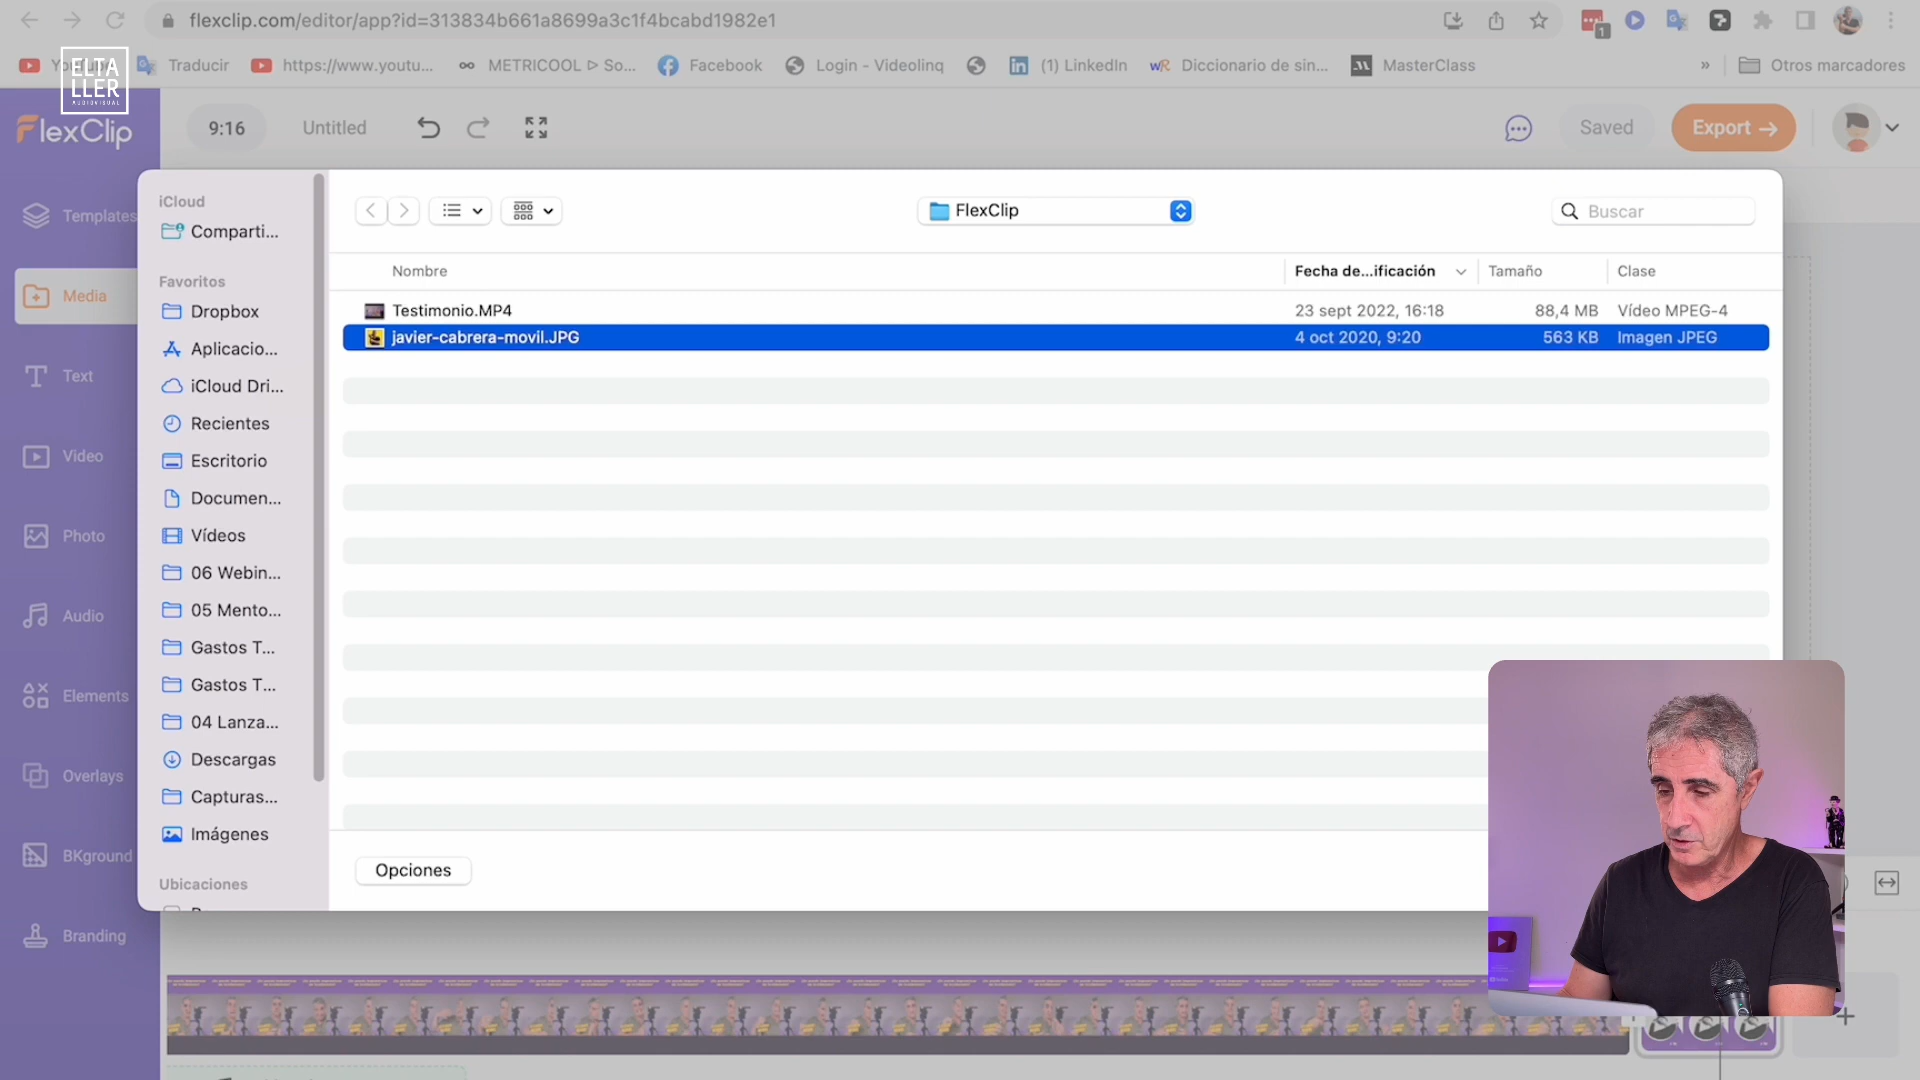 flexclip.com/editor/app?id=313834b661a8699a3c1f4bcabd1982e1
1
Traducir
https://www.youtu...
METRICOOL ᐅ So...
Facebook
Login - Videolinq
(1) LinkedIn
Diccionario de sin...
MasterClass
»
Otros marcadores
ELTA
LLER
AUDIOVISUAL
FlexClip
9:16
Untitled
Saved
Export
Templates
Media
Text
Video
Photo
Audio
Elements
Overlays
BKground
Branding
iCloud
Comparti...
Favoritos
Dropbox
Aplicacio...
iCloud Dri...
Recientes
Escritorio
Documen...
Vídeos
06 Webin...
05 Mento...
Gastos T...
Gastos T...
04 Lanza...
Descargas
Capturas...
Imágenes
Ubicaciones
FlexClip
Buscar
Nombre
Fecha de...ificación
Tamaño
Clase
Testimonio.MP4
23 sept 2022, 16:18
88,4 MB
Vídeo MPEG-4
javier-cabrera-movil.JPG
4 oct 2020, 9:20
563 KB
Imagen JPEG
Opciones